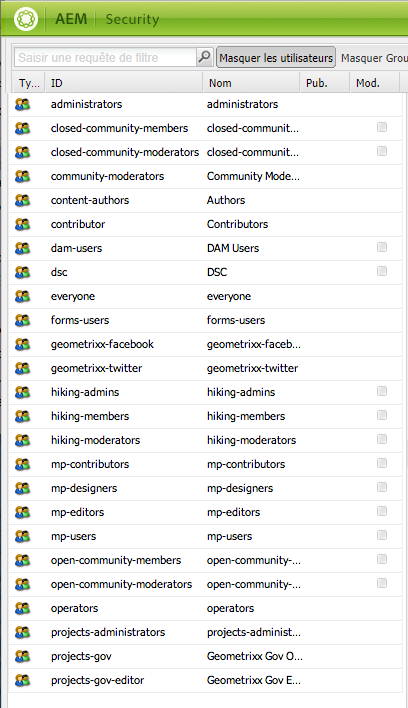 AEM Security
Saisir une requête de filtre Masquer les utilisateurs Masquer Grou
Ty... ID Nom Pub. Mod.
administrators administrators
closed-community-members closed-communit...
closed-community-moderators closed-communit...
community-moderators Community Mode...
content-authors Authors
contributor Contributors
dam-users DAM Users
dsc DSC
everyone everyone
forms-users forms-users
geometrixx-facebook geometrixx-faceb...
geometrixx-twitter geometrixx-twitter
hiking-admins hiking-admins
hiking-members hiking-members
hiking-moderators hiking-moderators
mp-contributors mp-contributors
mp-designers mp-designers
mp-editors mp-editors
mp-users mp-users
open-community-members open-community-...
open-community-moderators open-community-...
operators operators
projects-administrators projects-administ...
projects-gov Geometrixx Gov O...
projects-gov-editor Geometrixx Gov E...